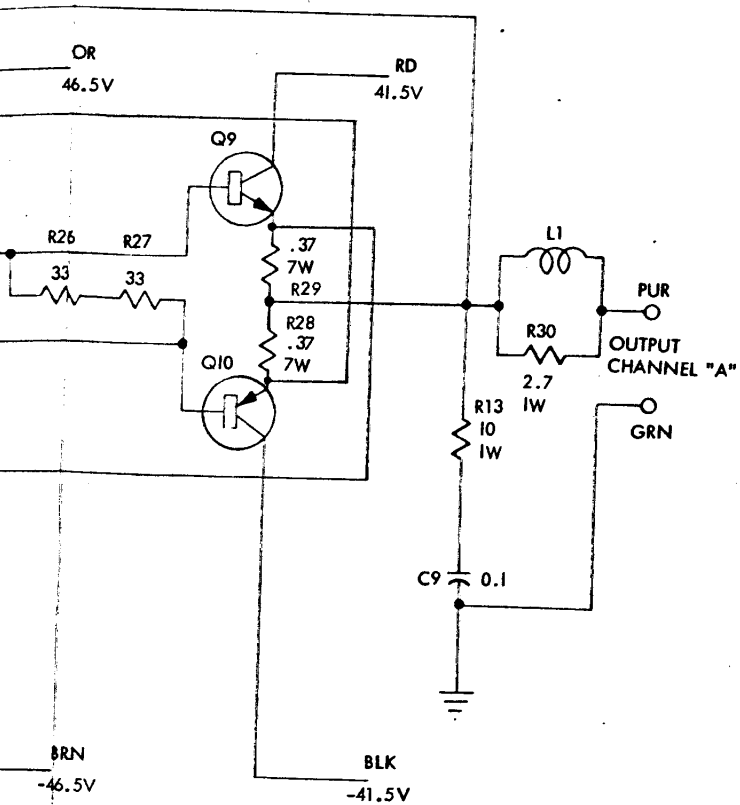 OR
46.5V
RD
41.5V
Q9
R26
R27
33
33
.37
7W
R29
R28
.37
7W
Q10
L1
PUR
R30
2.7
1W
OUTPUT
CHANNEL "A"
GRN
R13
10
1W
C9
0.1
BRN
-46.5V
BLK
-41.5V